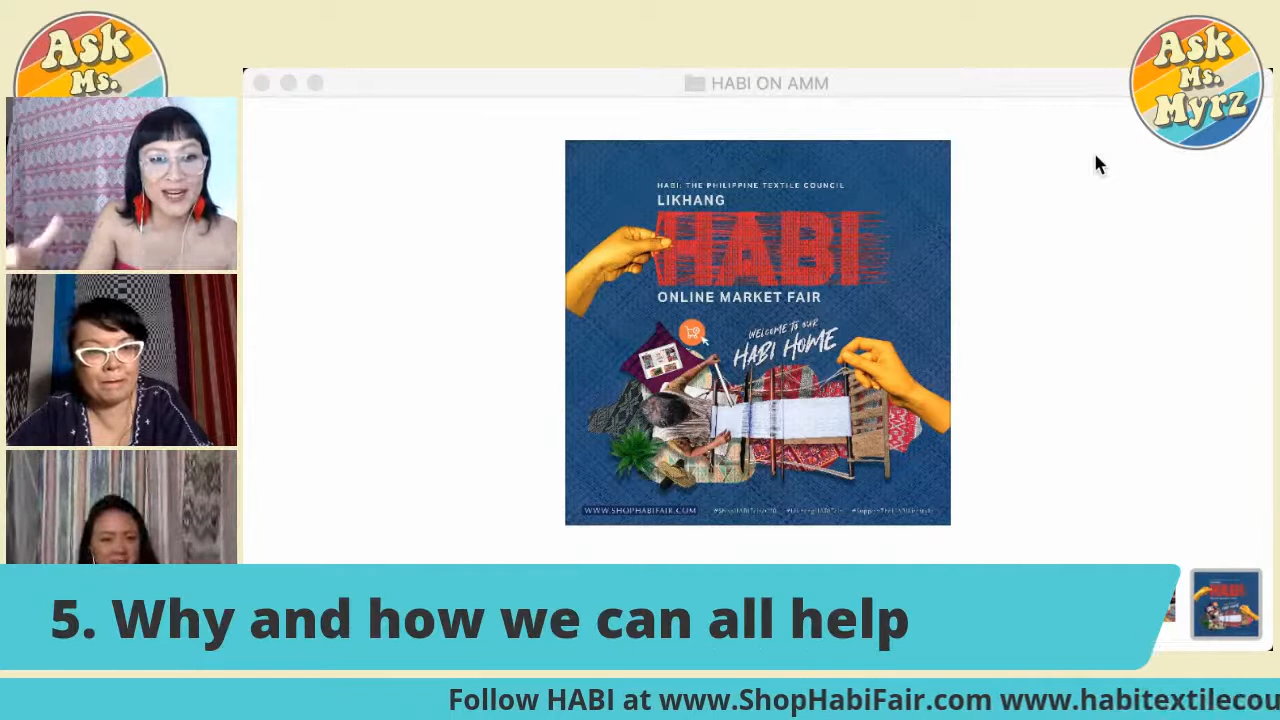 Ask
Ms.
HABI ON AMM
Ask
Ms.
Myrz
HABI: THE PHILIPPINE TEXTILE COUNCIL
LIKHANG
HABI
ONLINE MARKET FAIR
WELCOME TO OUR
HABI HOME
WWW.SHOPHABIFAIR.COM
5. Why and how we can all help
Follow HABI at www.ShopHabiFair.com www.habitextilecou